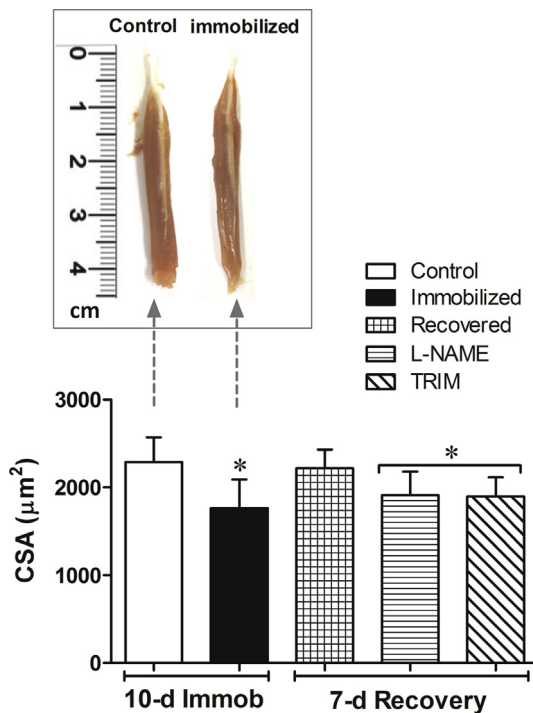 Control immobilized
0
1
2
3
4
cm
Control
Immobilized
Recovered
L-NAME
TRIM
3000
2000
1000
0
CSA (µm²)
*
*
10-d Immob
7-d Recovery